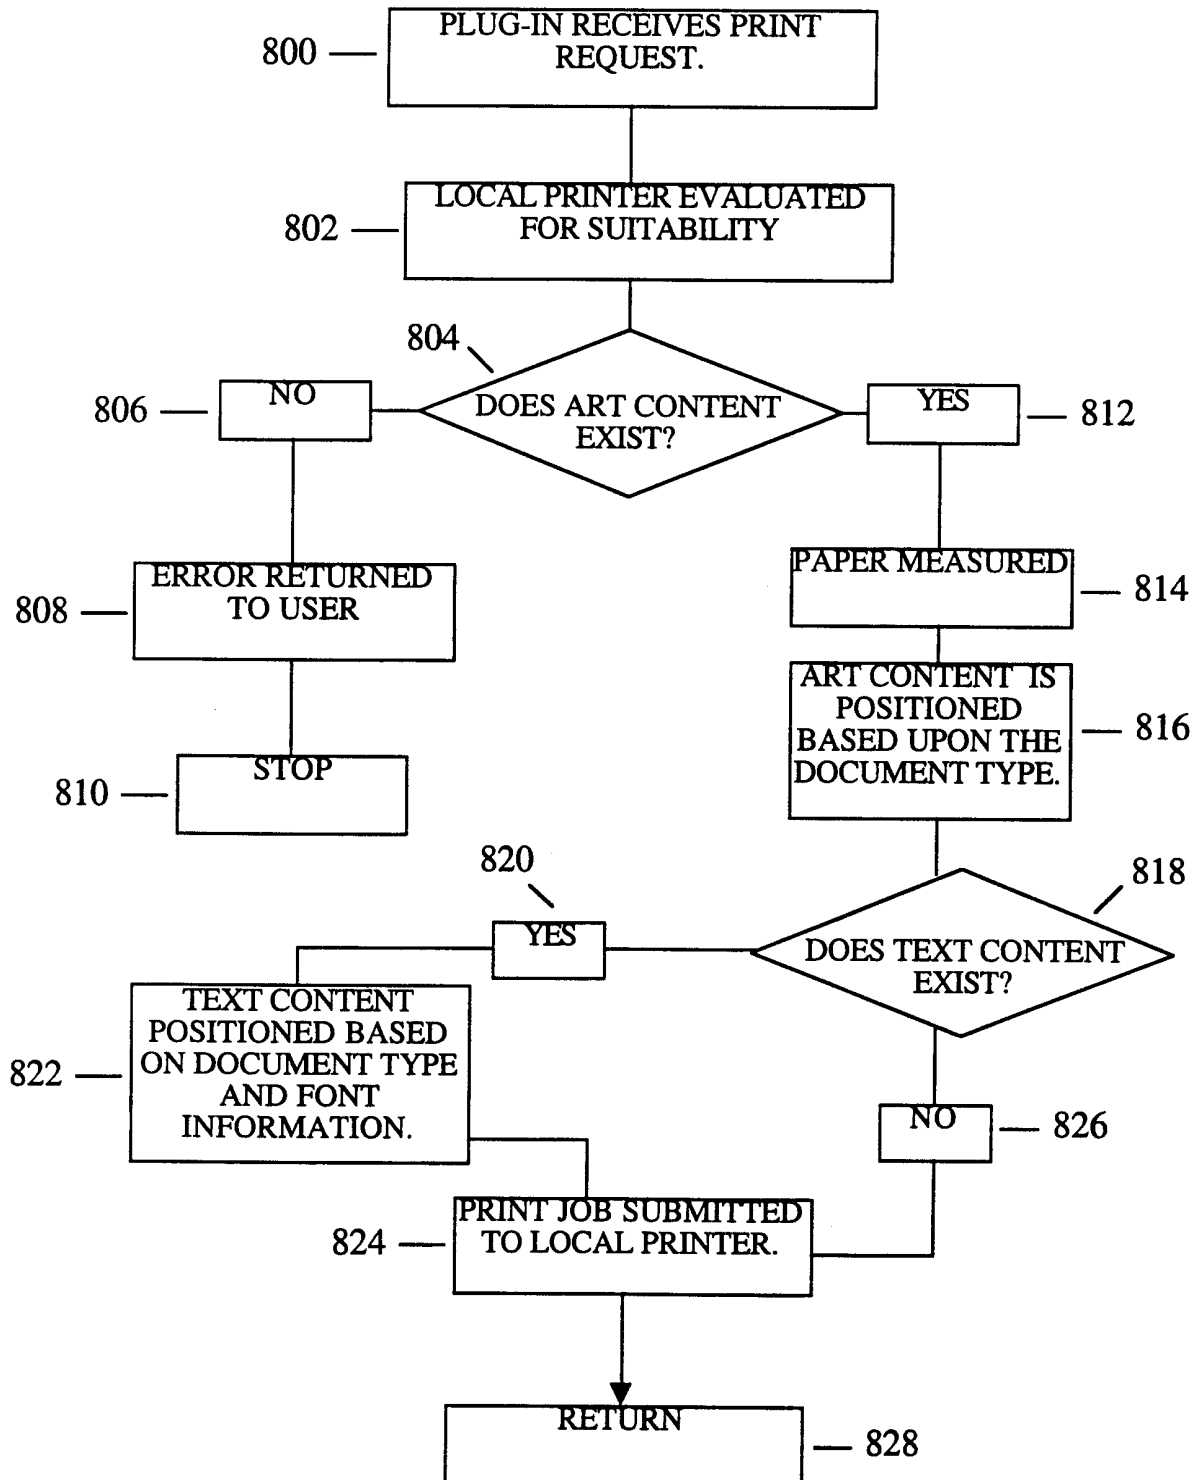 PLUG-IN RECEIVES PRINT
REQUEST.
800
LOCAL PRINTER EVALUATED
FOR SUITABILITY
802
804
DOES ART CONTENT
EXIST?
806
NO
YES
812
808
ERROR RETURNED
TO USER
PAPER MEASURED
814
810
STOP
ART CONTENT IS
POSITIONED
BASED UPON THE
DOCUMENT TYPE.
816
820
YES
818
DOES TEXT CONTENT
EXIST?
822
TEXT CONTENT
POSITIONED BASED
ON DOCUMENT TYPE
AND FONT
INFORMATION.
NO
826
824
PRINT JOB SUBMITTED
TO LOCAL PRINTER.
RETURN
828